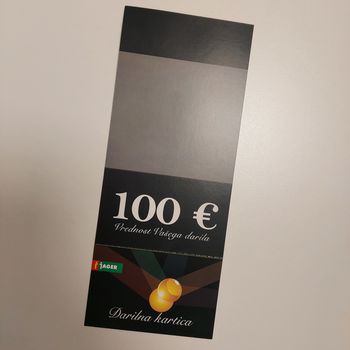 100 €
Vrednost Vašega darila
t JAGER
Darilna kartica